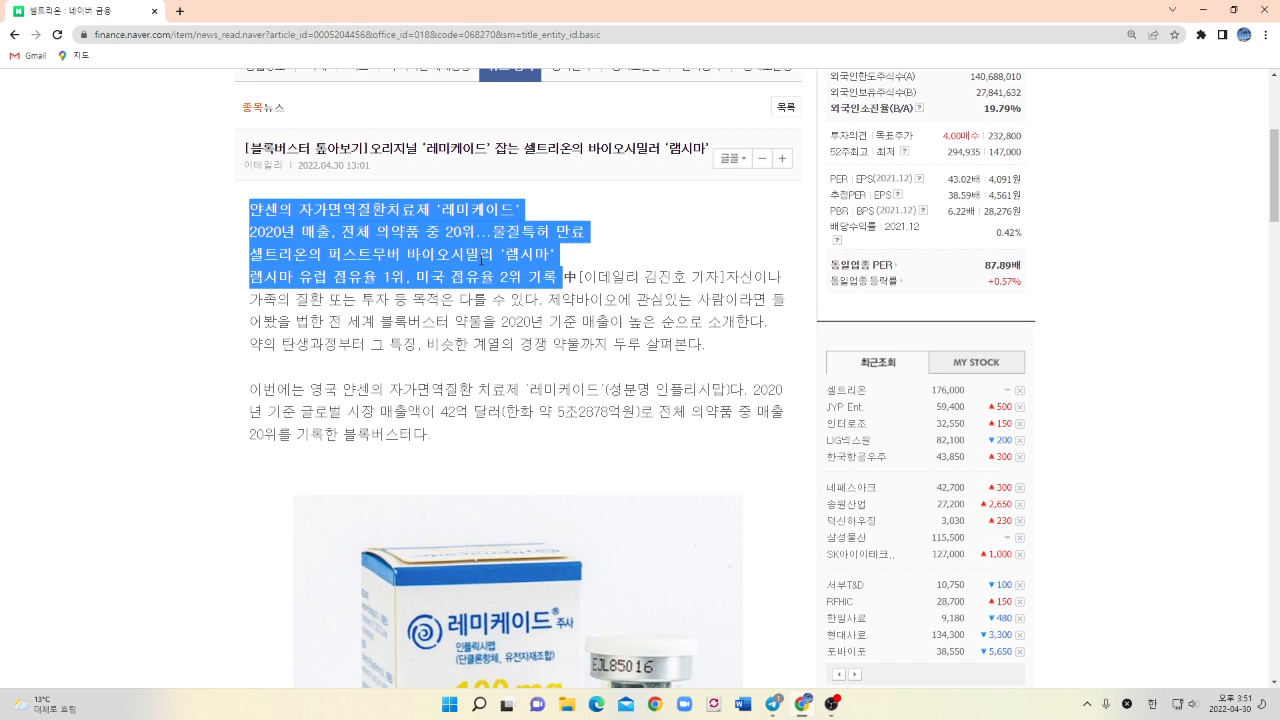 셀트리온 : 네이버 금융
finance.naver.com/item/news_read.naver?article_id=0005204456&office_id=018&code=068270&sm=title_entity_id.basic
Gmail
지도
종목뉴스
목록
[블록버스터 톺아보기]오리지널 '레미케이드' 잡는 셀트리온의 바이오시밀러 '렘시마'
이데일리 | 2022.04.30 13:01
글꼴
얀센의 자가면역질환치료제 '레미케이드'
2020년 매출, 전체 의약품 중 20위...물질특허 만료
셀트리온의 퍼스트무버 바이오시밀러 '렘시마'
렘시마 유럽 점유율 1위, 미국 점유율 2위 기록 中[이데일리 김진호 기자]자신이나
가족의 질환 또는 투자 등 목적은 다를 수 있다. 제약바이오에 관심있는 사람이라면 들
어봤을 법한 전 세계 블록버스터 약물을 2020년 기준 매출이 높은 순으로 소개한다.
약의 탄생과정부터 그 특징, 비슷한 계열의 경쟁 약물까지 두루 살펴본다.
이번에는 영국 얀센의 자가면역질환 치료제 '레미케이드'(성분명 인플리시맙)다. 2020
년 기준 글로벌 시장 매출액이 42억 달러(한화 약 5조2878억원)로 전체 의약품 중 매출
20위를 기록한 블록버스터다.
레미케이드® 주사
인플릭시맵
(단클론항체, 유전자재조합)
100 mg
EJL85016
외국인한도주식수(A) 140,688,010
외국인보유주식수(B) 27,841,632
외국인소진율(B/A) ? 19.79%
투자의견 | 목표주가 4.00매수 | 232,800
52주최고 | 최저 ? 294,935 | 147,000
PER | EPS(2021.12) ? 43.02배 | 4,091원
추정PER | EPS ? 38.59배 | 4,561원
PBR | BPS (2021.12) ? 6.22배 | 28,276원
배당수익률 | 2021.12 ? 0.42%
동일업종 PER 87.89배
동일업종 등락률 +0.57%
최근조회 MY STOCK
셀트리온 176,000 -
JYP Ent. 59,400 ▲500
인터로조 32,550 ▲150
LIG넥스원 82,100 ▼200
한국항공우주 43,850 ▲300
네패스아크 42,700 ▲300
송원산업 27,200 ▲2,650
덕신하우징 3,030 ▲230
삼성물산 115,500 -
SK아이이테크.. 127,000 ▲1,000
서부T&D 10,750 ▼100
RFHIC 28,700 ▲150
한일사료 9,180 ▼480
현대사료 134,300 ▼3,300
포바이포 38,550 ▼5,650
13°C
대체로 흐림
한
오후 3:51
2022-04-30